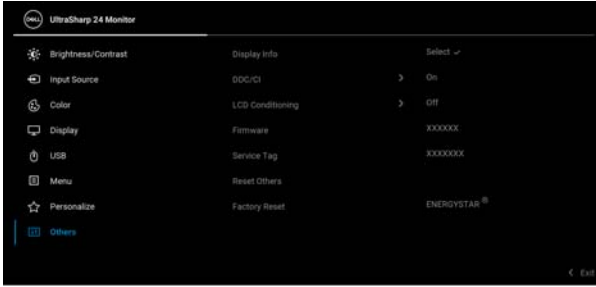 DELL UltraSharp 24 Monitor
Brightness/Contrast Display Info Select ✓
Input Source DDC/CI > On
Color LCD Conditioning > Off
Display Firmware XXXXXX
USB Service Tag XXXXXXX
Menu Reset Others
Personalize Factory Reset ENERGYSTAR ®
Others
< Exit